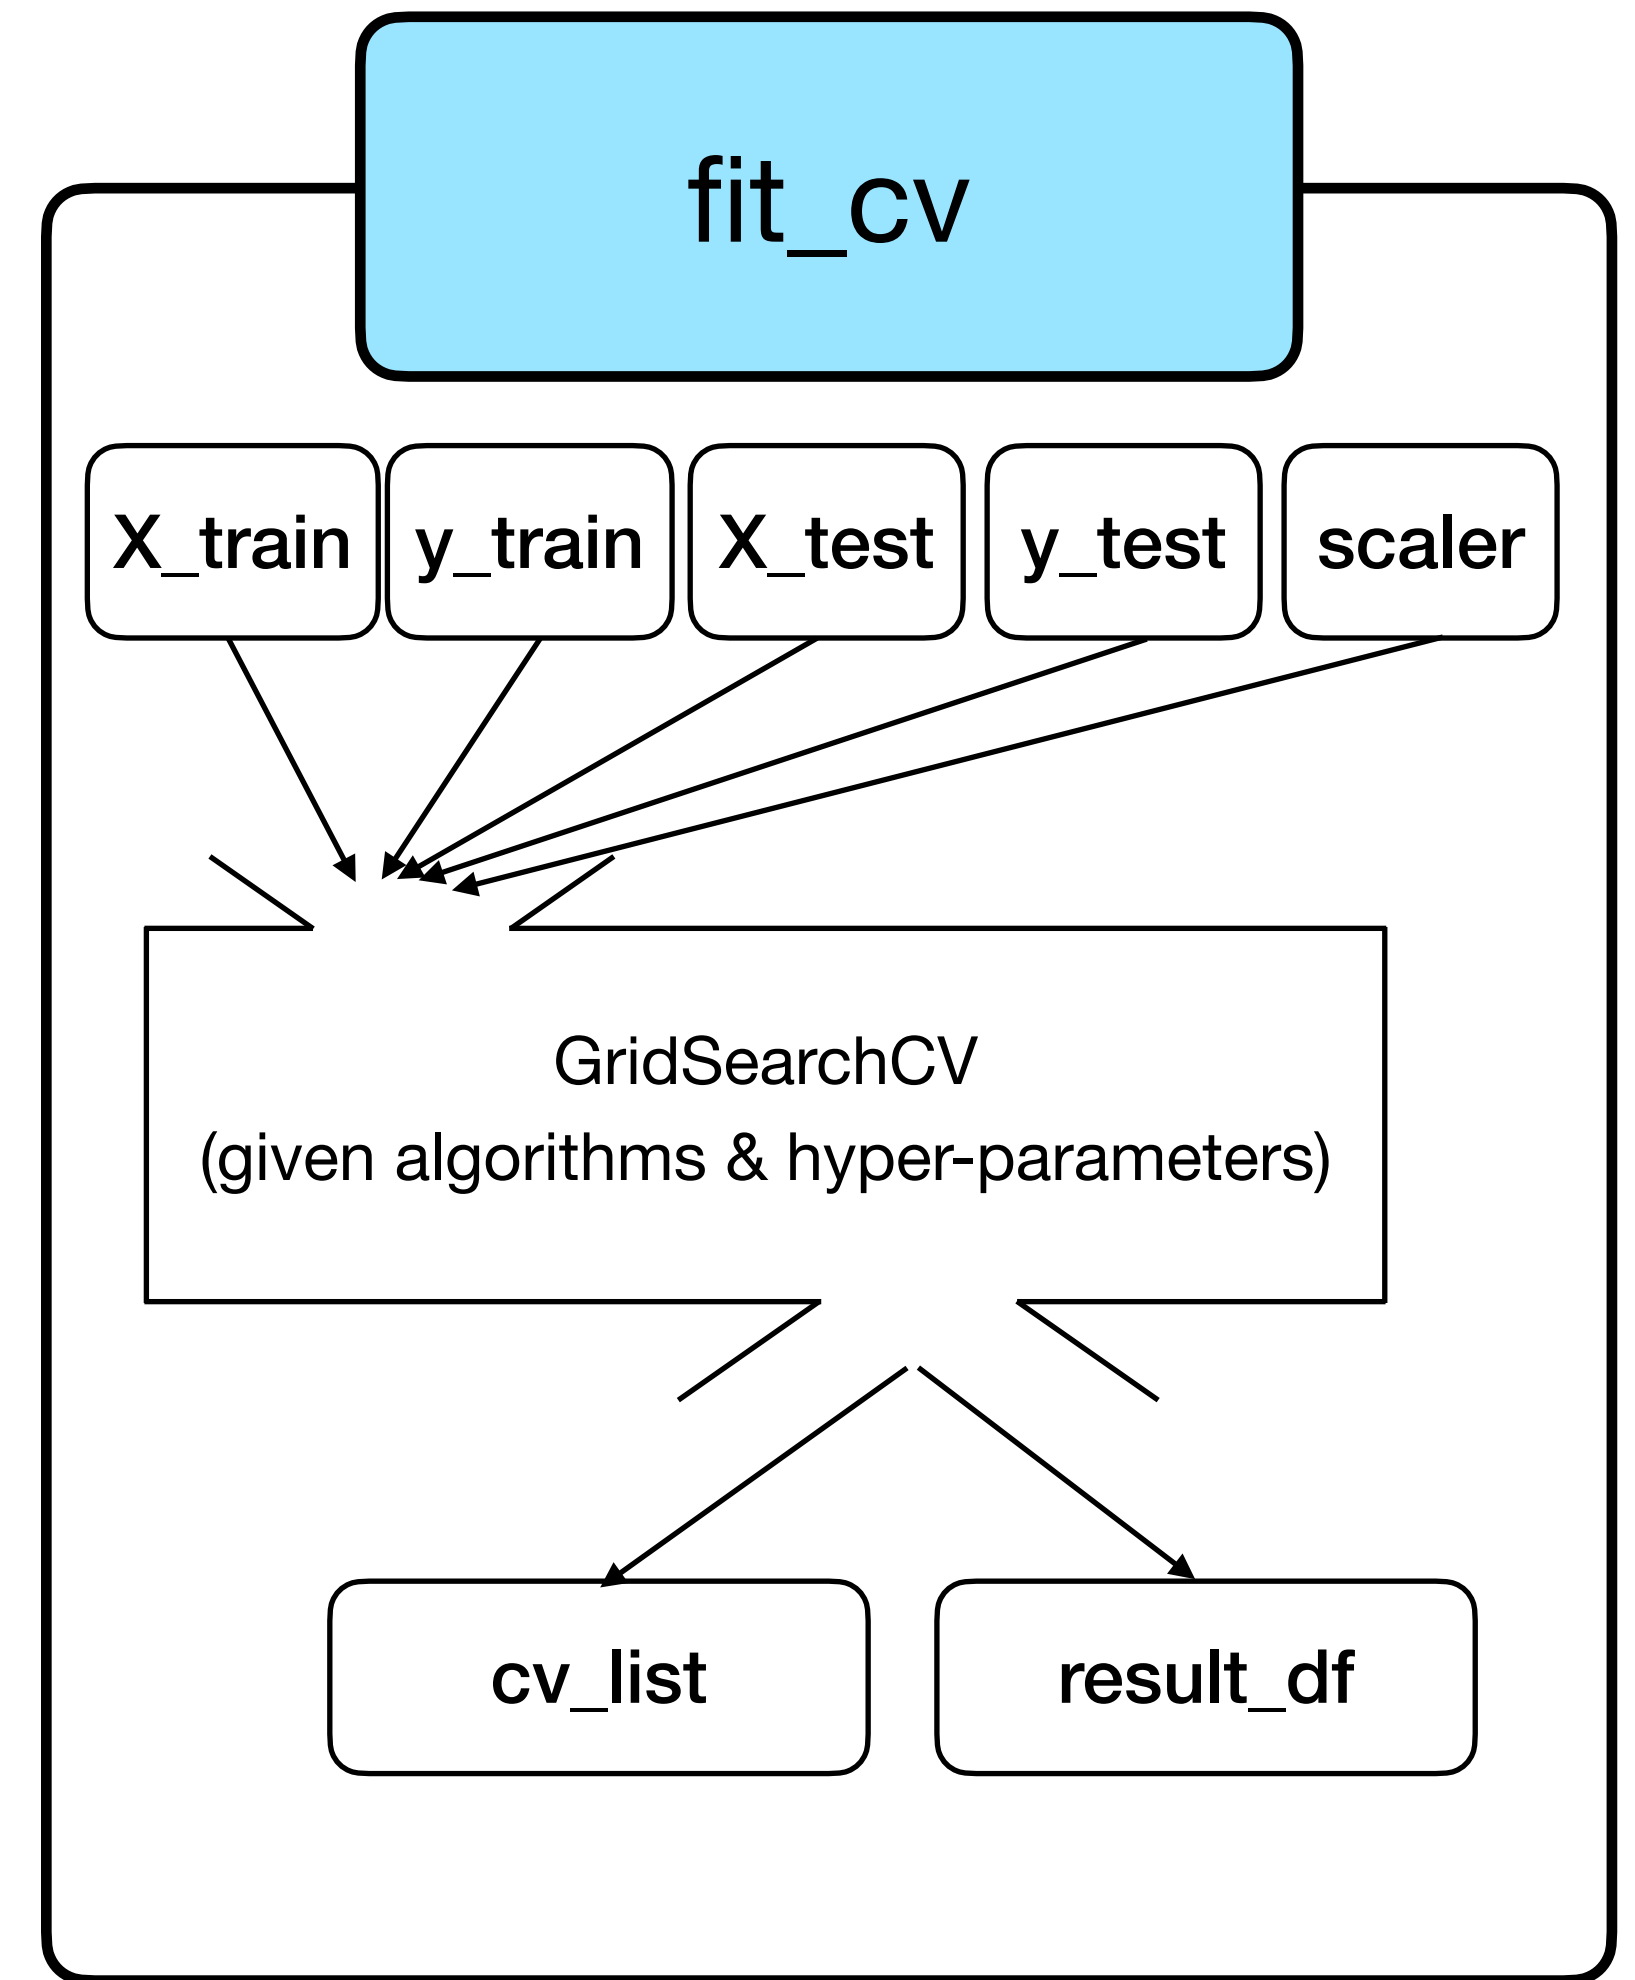 fit_cv
X_train y_train X_test y_test scaler
GridSearchCV
(given algorithms & hyper-parameters)
cv_list result_df